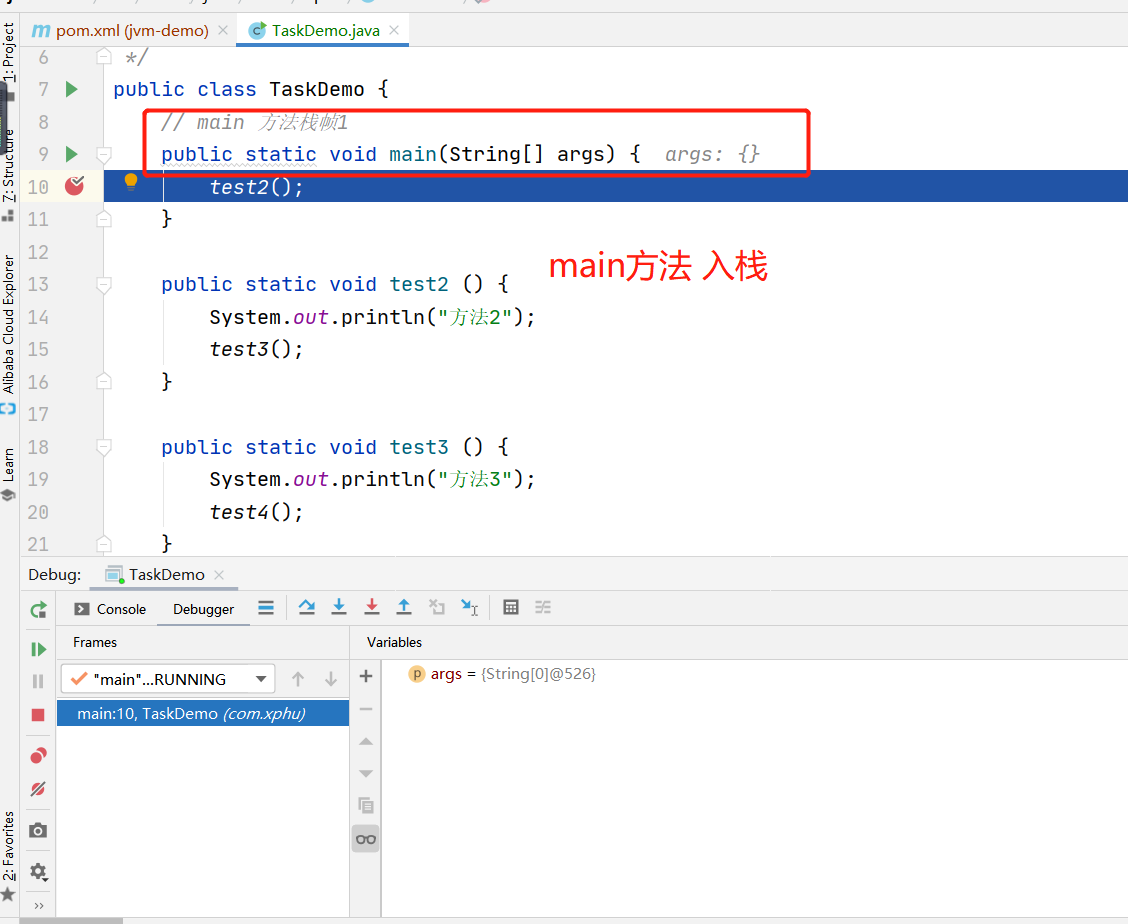 pom.xml (jvm-demo)
TaskDemo.java
1: Project
7: Structure
Alibaba Cloud Explorer
Learn
2: Favorites
6 */
7 public class TaskDemo {
8 // main 方法栈帧1
9 public static void main(String[] args) { args: {}
10 test2();
11 }
12
main方法 入栈
13 public static void test2 () {
14 System.out.println("方法2");
15 test3();
16 }
17
18 public static void test3 () {
19 System.out.println("方法3");
20 test4();
21 }
Debug: TaskDemo
Console Debugger
Frames Variables
"main"...RUNNING
main:10, TaskDemo (com.xphu)
args = {String[0]@526}